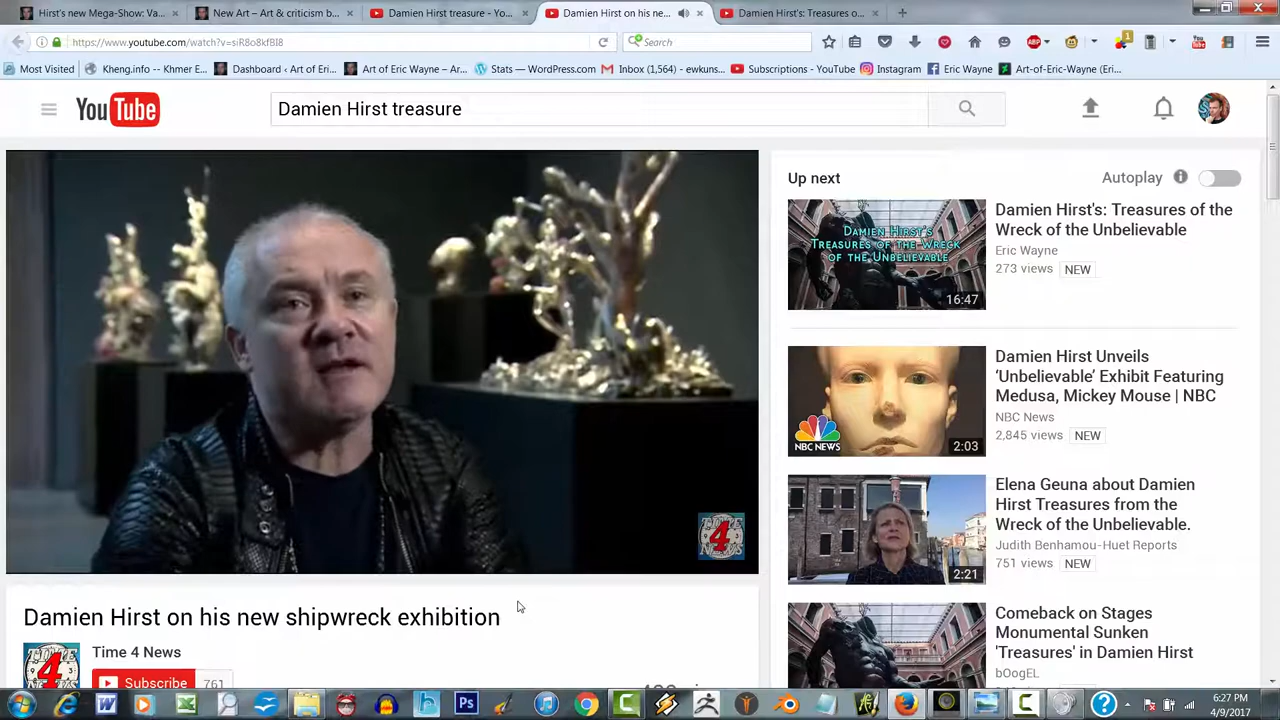 Hirst's new Mega-Show: Va...
New Art – Art & criticism b...
Damien Hirst treasure - Yo...
Damien Hirst on his ne...
Damien Hirst's: Treasures o...
https://www.youtube.com/watch?v=siR8o8kfBI8
Search
ABP
1
Most Visited
Kheng.info - Khmer E...
Dashboard - Art of Eri...
Art of Eric Wayne – Ar...
Stats — WordPress.com
Inbox (1,564) - ewkuns...
Subscriptions - YouTube
Instagram
Eric Wayne
Art-of-Eric-Wayne (Eri...
YouTube
Damien Hirst treasure
Up next
Autoplay
DAMIEN HIRST'S
TREASURES OF THE WRECK
OF THE UNBELIEVABLE
16:47
Damien Hirst's: Treasures of the
Wreck of the Unbelievable
Eric Wayne
273 views NEW
NBC NEWS
2:03
Damien Hirst Unveils
‘Unbelievable’ Exhibit Featuring
Medusa, Mickey Mouse | NBC
NBC News
2,845 views NEW
2:21
Elena Geuna about Damien
Hirst Treasures from the
Wreck of the Unbelievable.
Judith Benhamou-Huet Reports
751 views NEW
Comeback on Stages
Monumental Sunken
'Treasures' in Damien Hirst
bOogEL
4
Damien Hirst on his new shipwreck exhibition
4
Time 4 News
Subscribe 761
Ps
6:27 PM
4/9/2017